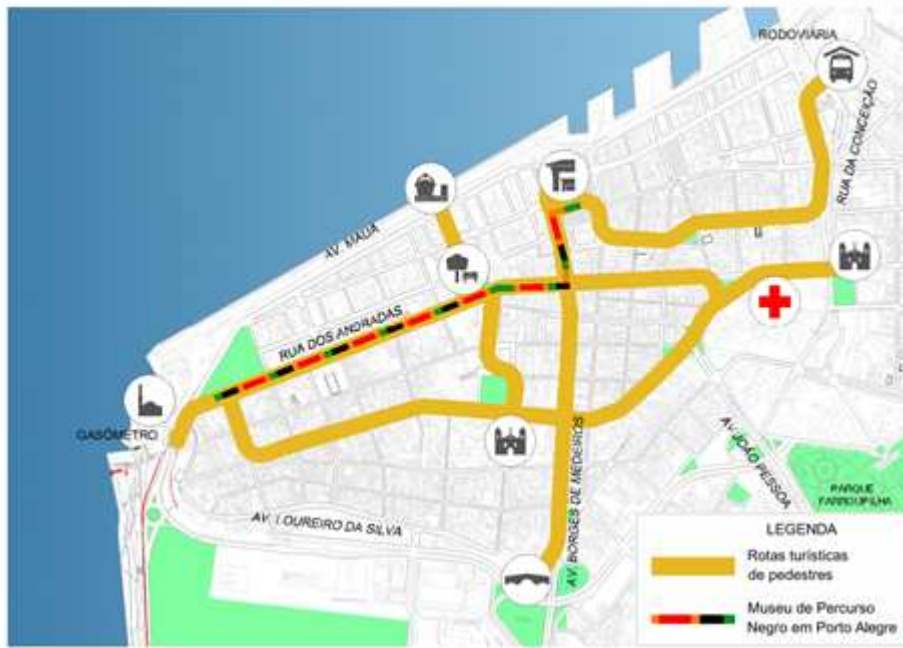 RODOVIÁRIA
RUA DA CONCEIÇÃO
AV. MAUÁ
RUA DOS ANDRADAS
GASÔMETRO
AV. LOUREIRO DA SILVA
AV. BORGES DE MEDEIROS
AV. JOÃO PESSOA
PARQUE
FARROUPILHA
LEGENDA
Rotas turísticas
de pedestres
Museu de Percurso
Negro em Porto Alegre